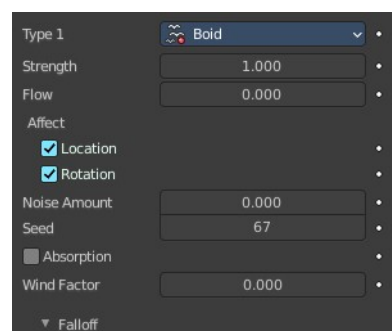 Type 1 Boid
Strength 1.000
Flow 0.000
Affect
Location
Rotation
Noise Amount 0.000
Seed 67
Absorption
Wind Factor 0.000
Falloff